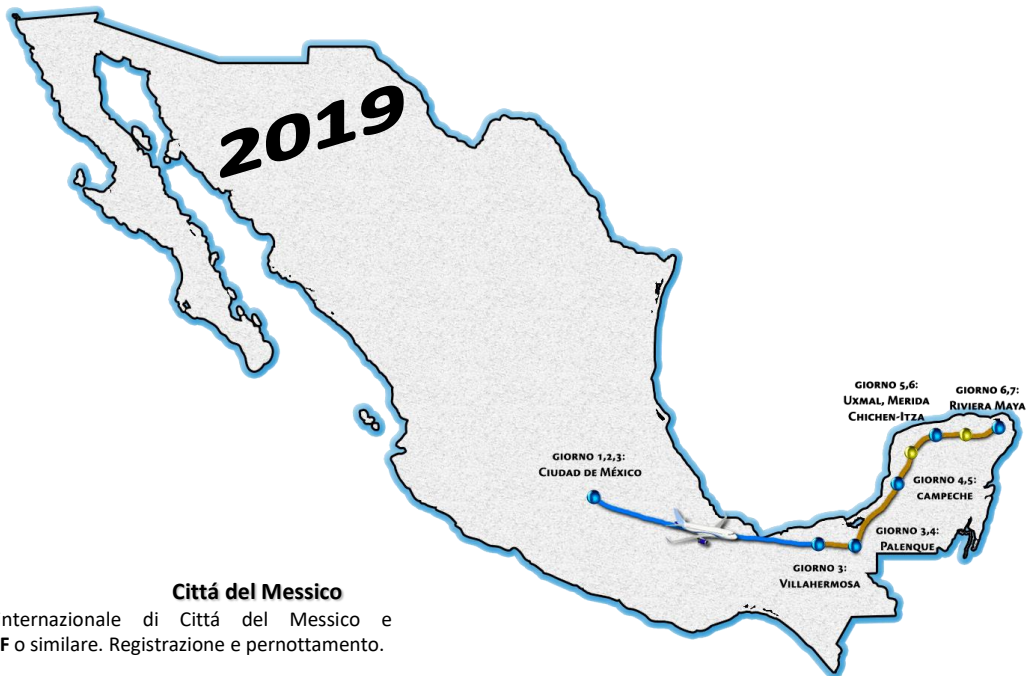 2019
GIORNO 5,6:
UXMAL, MERIDA
CHICHEN-ITZA
GIORNO 6,7:
RIVIERA MAYA
GIORNO 1,2,3:
CIUDAD DE MÉXICO
GIORNO 4,5:
CAMPECHE
GIORNO 3,4:
PALENQUE
GIORNO 3:
VILLAHERMOSA
Cittá del Messico
nternazionale di Cittá del Messico e
F o similare. Registrazione e pernottamento.